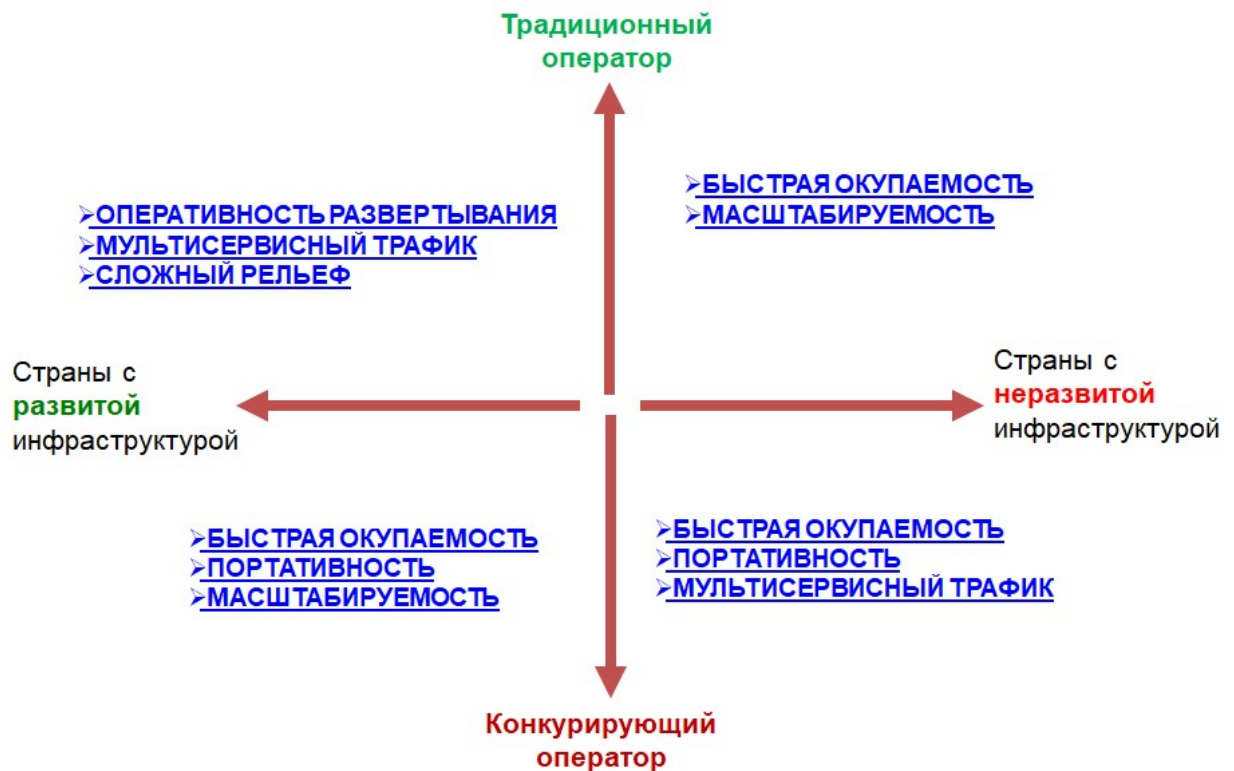 Традиционный
оператор
➢БЫСТРАЯ ОКУПАЕМОСТЬ
➢МАСШТАБИРУЕМОСТЬ
➢ОПЕРАТИВНОСТЬ РАЗВЕРТЫВАНИЯ
➢МУЛЬТИСЕРВИСНЫЙ ТРАФИК
➢СЛОЖНЫЙ РЕЛЬЕФ
Страны с
развитой
инфраструктурой
Страны с
неразвитой
инфраструктурой
➢БЫСТРАЯ ОКУПАЕМОСТЬ
➢ПОРТАТИВНОСТЬ
➢МАСШТАБИРУЕМОСТЬ
➢БЫСТРАЯ ОКУПАЕМОСТЬ
➢ПОРТАТИВНОСТЬ
➢МУЛЬТИСЕРВИСНЫЙ ТРАФИК
Конкурирующий
оператор